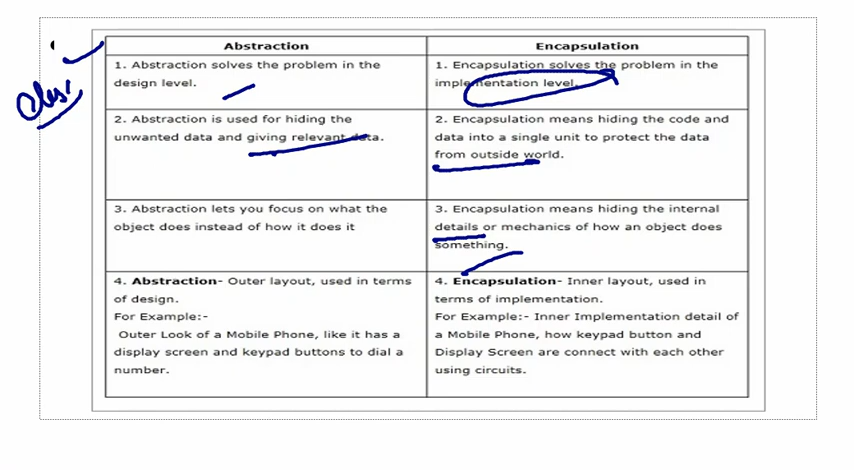 Abstraction
Encapsulation
1. Abstraction solves the problem in the
design level.
1. Encapsulation solves the problem in the
implementation level.
2. Abstraction is used for hiding the
unwanted data and giving relevant data.
2. Encapsulation means hiding the code and
data into a single unit to protect the data
from outside world.
3. Abstraction lets you focus on what the
object does instead of how it does it
3. Encapsulation means hiding the internal
details or mechanics of how an object does
something.
4. Abstraction- Outer layout, used in terms
of design.
For Example:-
Outer Look of a Mobile Phone, like it has a
display screen and keypad buttons to dial a
number.
4. Encapsulation- Inner layout, used in
terms of implementation.
For Example:- Inner Implementation detail of
a Mobile Phone, how keypad button and
Display Screen are connect with each other
using circuits.